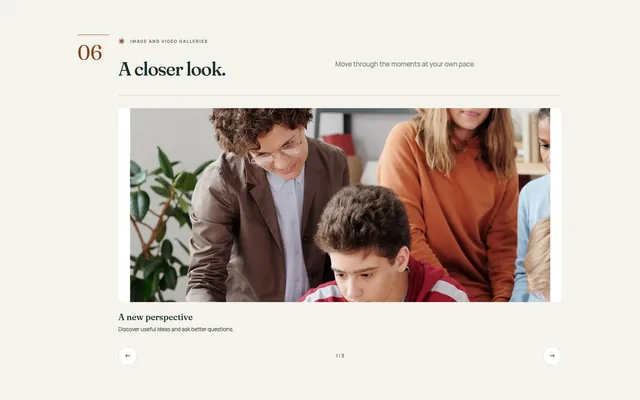 06
IMAGE AND VIDEO GALLERIES
A closer look.
Move through the moments at your own pace.
A new perspective
Discover useful ideas and ask better questions.
← 1 / 3 →